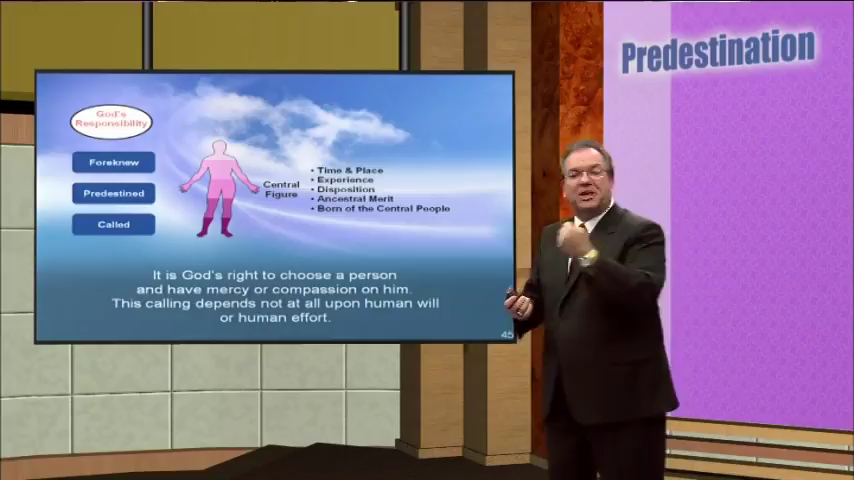 Predestination
God's
Responsibility
Foreknew
Predestined
Called
Central
Figure
• Time & Place
• Experience
• Disposition
• Ancestral Merit
• Born of the Central People
It is God's right to choose a person
and have mercy or compassion on him.
This calling depends not at all upon human will
or human effort.
45